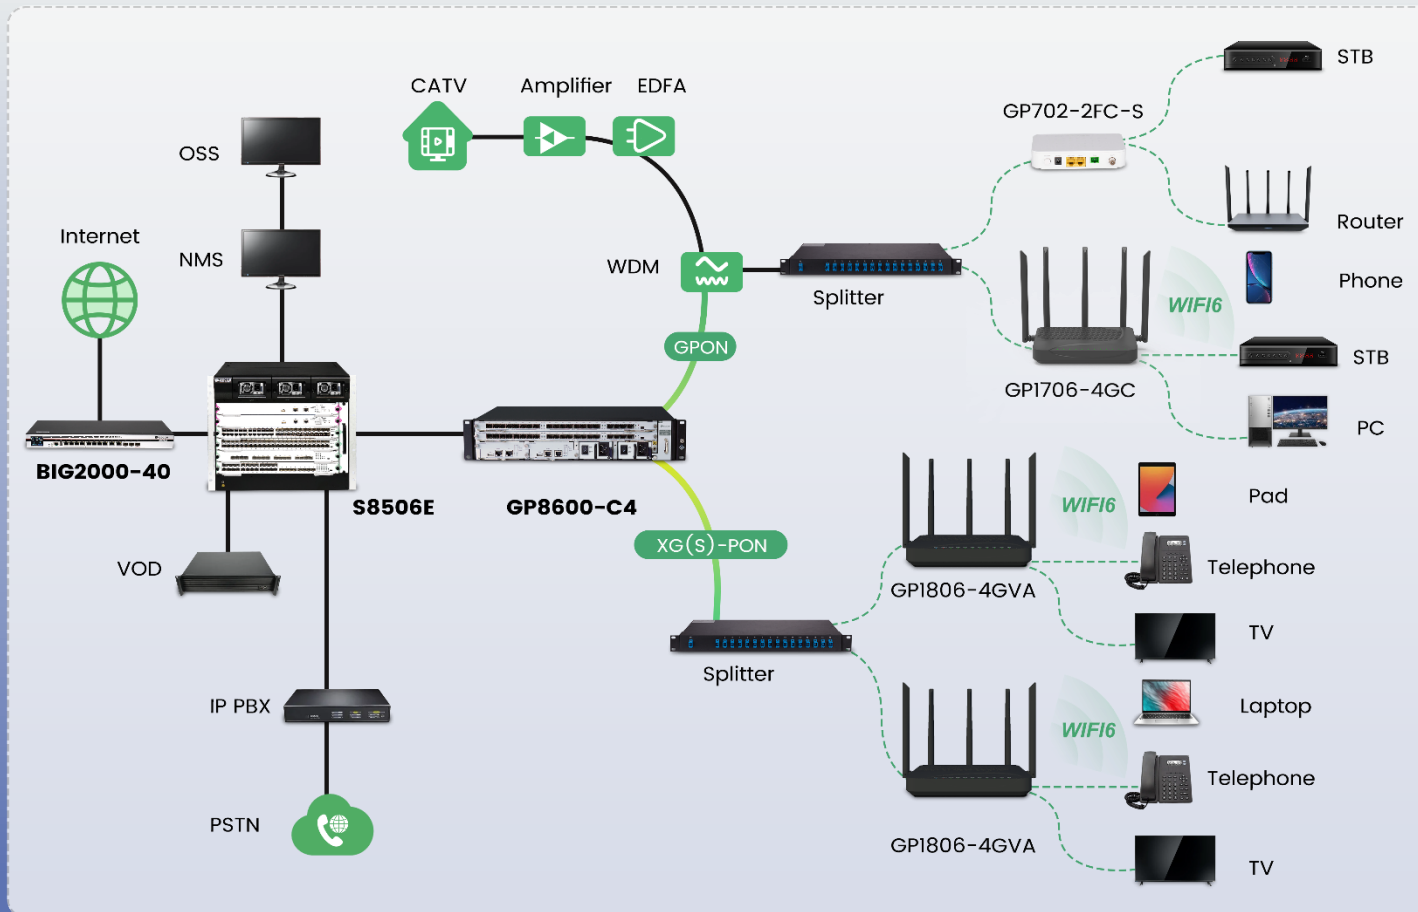 CATV
Amplifier
EDFA
STB
GP702-2FC-S
OSS
Router
Internet
NMS
WDM
Splitter
WIFI6
Phone
GPON
STB
GP1706-4GC
PC
BIG2000-40
S8506E
GP8600-C4
WIFI6
Pad
XG(S)-PON
VOD
Telephone
GP1806-4GVA
TV
Splitter
IP PBX
WIFI6
Laptop
Telephone
PSTN
GP1806-4GVA
TV